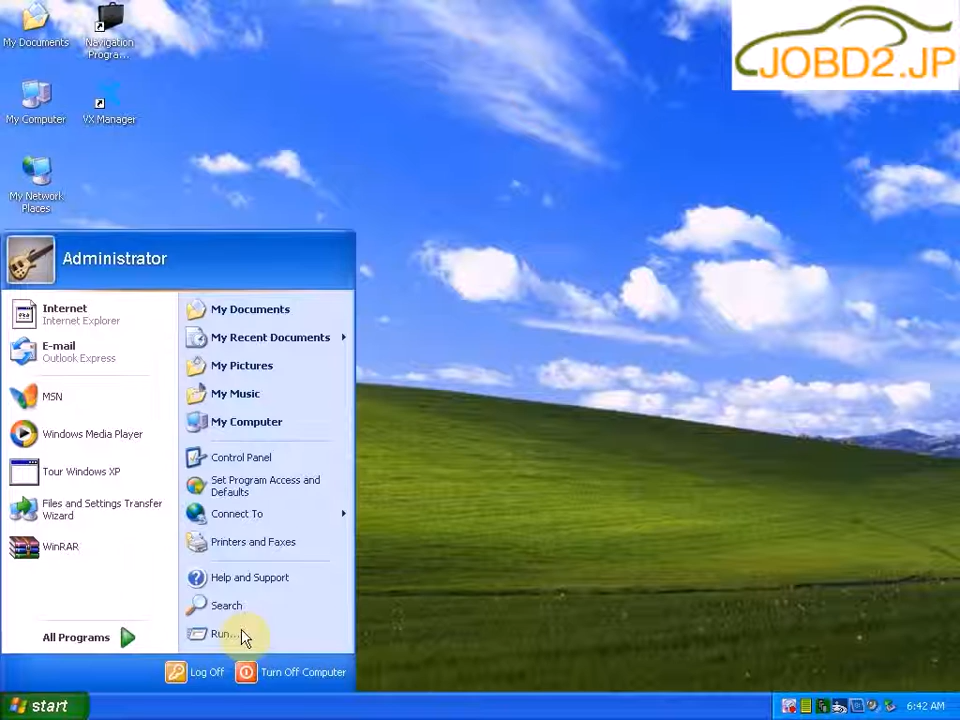 My Documents
Navigation
Progra...
JOBD2.JP
My Computer
VX Manager
My Network
Places
Administrator
Internet
Internet Explorer
E-mail
Outlook Express
MSN
Windows Media Player
Tour Windows XP
Files and Settings Transfer
Wizard
WinRAR
All Programs
My Documents
My Recent Documents
My Pictures
My Music
My Computer
Control Panel
Set Program Access and
Defaults
Connect To
Printers and Faxes
Help and Support
Search
Run...
Log Off
Turn Off Computer
start
6:42 AM